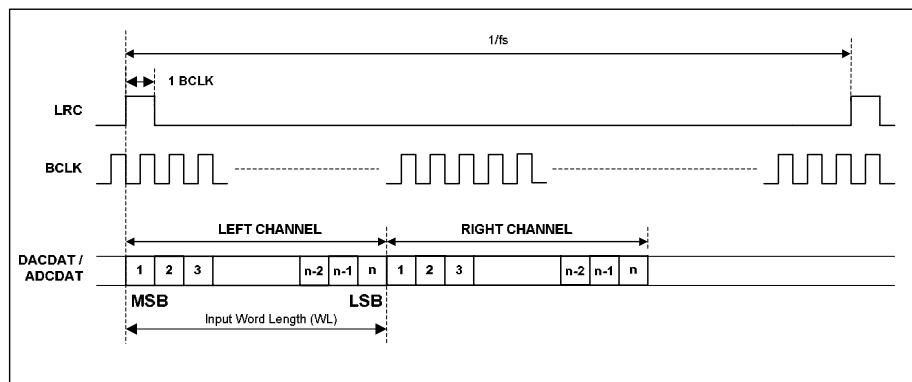 1/fs
1 BCLK
LRC
BCLK
LEFT CHANNEL RIGHT CHANNEL
DACDAT /
ADCDAT
1 2 3 n-2 n-1 n 1 2 3 n-2 n-1 n
MSB LSB
Input Word Length (WL)